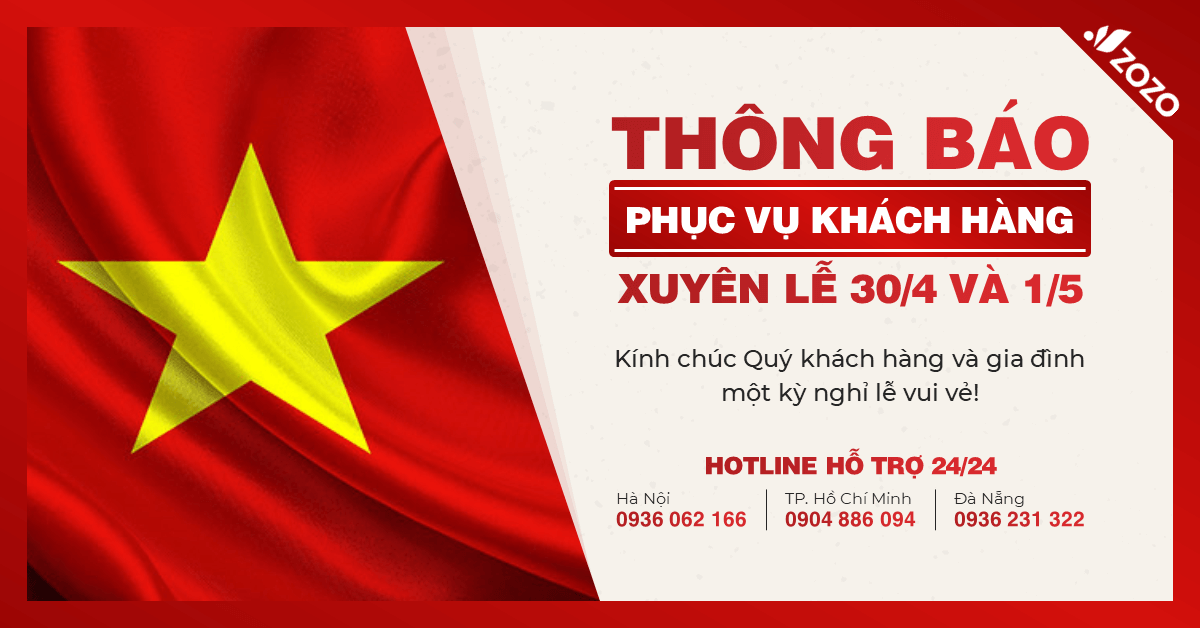 ZOZO
THÔNG BÁO
PHỤC VỤ KHÁCH HÀNG
XUYÊN LỄ 30/4 VÀ 1/5
Kính chúc Quý khách hàng và gia đình
một kỳ nghỉ lễ vui vẻ!
HOTLINE HỖ TRỢ 24/24
Hà Nội
0936 062 166
TP. Hồ Chí Minh
0904 886 094
Đà Nẵng
0936 231 322